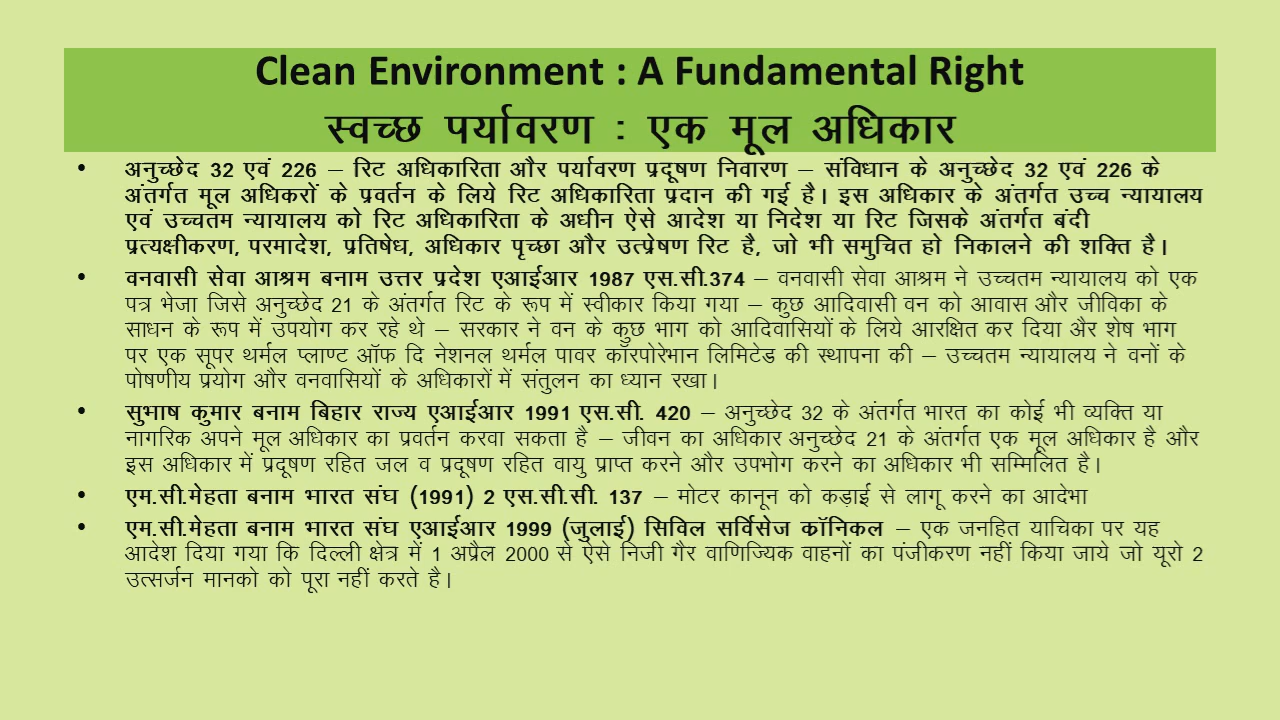 Clean Environment : A Fundamental Right
स्वच्छ पर्यावरण : एक मूल अधिकार
• अनुच्छेद 32 एवं 226 – रिट अधिकारिता और पर्यावरण प्रदूषण निवारण – संविधान के अनुच्छेद 32 एवं 226 के
अंतर्गत मूल अधिकरों के प्रवर्तन के लिये रिट अधिकारिता प्रदान की गई है। इस अधिकार के अंतर्गत उच्च न्यायालय
एवं उच्चतम न्यायालय को रिट अधिकारिता के अधीन ऐसे आदेश या निदेश या रिट जिसके अंतर्गत बंदी
प्रत्यक्षीकरण, परमादेश, प्रतिषेध, अधिकार पृच्छा और उत्प्रेषण रिट है, जो भी समुचित हो निकालने की शक्ति है।
• वनवासी सेवा आश्रम बनाम उत्तर प्रदेश एआईआर 1987 एस.सी.374 – वनवासी सेवा आश्रम ने उच्चतम न्यायालय को एक
पत्र भेजा जिसे अनुच्छेद 21 के अंतर्गत रिट के रूप में स्वीकार किया गया – कुछ आदिवासी वन को आवास और जीविका के
साधन के रूप में उपयोग कर रहे थे – सरकार ने वन के कुछ भाग को आदिवासियों के लिये आरक्षित कर दिया अैर शेष भाग
पर एक सूपर थर्मल प्लाण्ट ऑफ दि नेशनल थर्मल पावर कॉरपोरेभान लिमिटेड की स्थापना की – उच्चतम न्यायालय ने वनों के
पोषणीय प्रयोग और वनवासियों के अधिकारों में संतुलन का ध्यान रखा।
• सुभाष कुमार बनाम बिहार राज्य एआईआर 1991 एस.सी. 420 – अनुच्छेद 32 के अंतर्गत भारत का कोई भी व्यक्ति या
नागरिक अपने मूल अधिकार का प्रवर्तन करवा सकता है – जीवन का अधिकार अनुच्छेद 21 के अंतर्गत एक मूल अधिकार है और
इस अधिकार में प्रदूषण रहित जल व प्रदूषण रहित वायु प्राप्त करने और उपभोग करने का अधिकार भी सम्मिलित है।
• एम.सी.मेहता बनाम भारत संघ (1991) 2 एस.सी.सी. 137 – मोटर कानून को कड़ाई से लागू करने का आदेभा
• एम.सी.मेहता बनाम भारत संघ एआईआर 1999 (जुलाई) सिविल सर्विसेज कॉनिकल – एक जनहित याचिका पर यह
आदेश दिया गया कि दिल्ली क्षेत्र में 1 अप्रैल 2000 से ऐसे निजी गैर वाणिज्यिक वाहनों का पंजीकरण नहीं किया जाये जो यूरो 2
उत्सर्जन मानको को पूरा नहीं करते है।